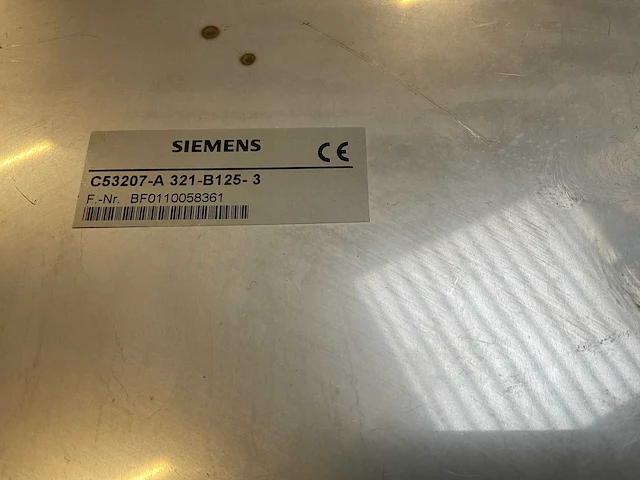 SIEMENS
CE
C53207-A 321-B125- 3
F.-Nr. BF0110058361